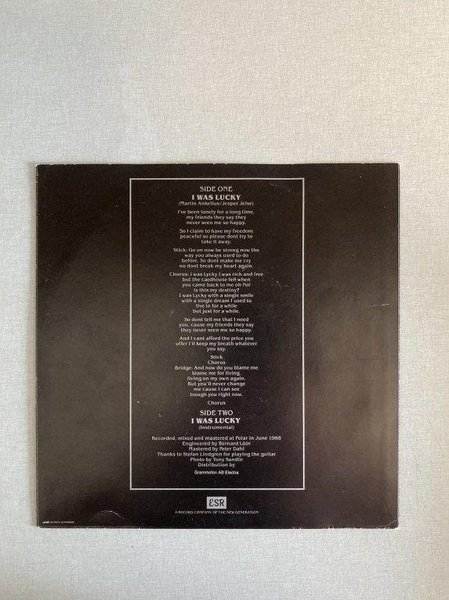 SIDE ONE
I WAS LUCKY
(Martin Ankelius/Jesper Jelse)
I've been lonely for a long time,
my friends they say they
never seen me so happy.
So I claim to have my freedom
peaceful so please dont try to
take it away.
Stick: Go on now be strong now the
way you always used to do
before. So dont make me cry
no dont break my heart again.
Chorus: I was Lycky I was rich and free
but the cardhouse fell when
you came back to me oh No!
Is this my destiny?
I was Lycky with a single smile
with a single dream I used to
live in for a while
but just for a while.
So dont tell me that I need
you, cause my friends they say
they never seen me so happy.
And I cant afford the price you
offer I'll keep my breath whatever
you say.
Stick
Chorus
Bridge: And now do you blame me
blame me for living,
living on my own again.
But you'll never change
me cause I can see
trough you right now.
Chorus
SIDE TWO
I WAS LUCKY
(Instrumental)
Recorded, mixed and mastered at Polar in June 1988
Engineered by Bernard Löhr
Mastered by Peter Dahl
Thanks to Stefan Lindgren for playing the guitar
Photo by Tony Sandin
Distribution by
Grammofon AB Electra
ESR
A RECORD COMPANY OF THE NEW GENERATION